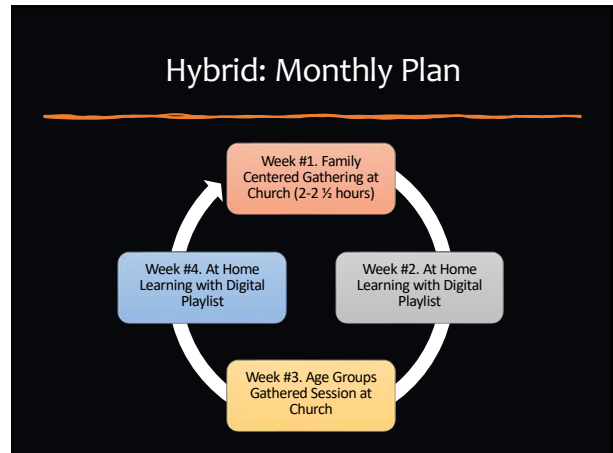 Hybrid: Monthly Plan
Week #1. Family
Centered Gathering at
Church (2-2 ½ hours)
Week #4. At Home
Learning with Digital
Playlist
Week #2. At Home
Learning with Digital
Playlist
Week #3. Age Groups
Gathered Session at
Church